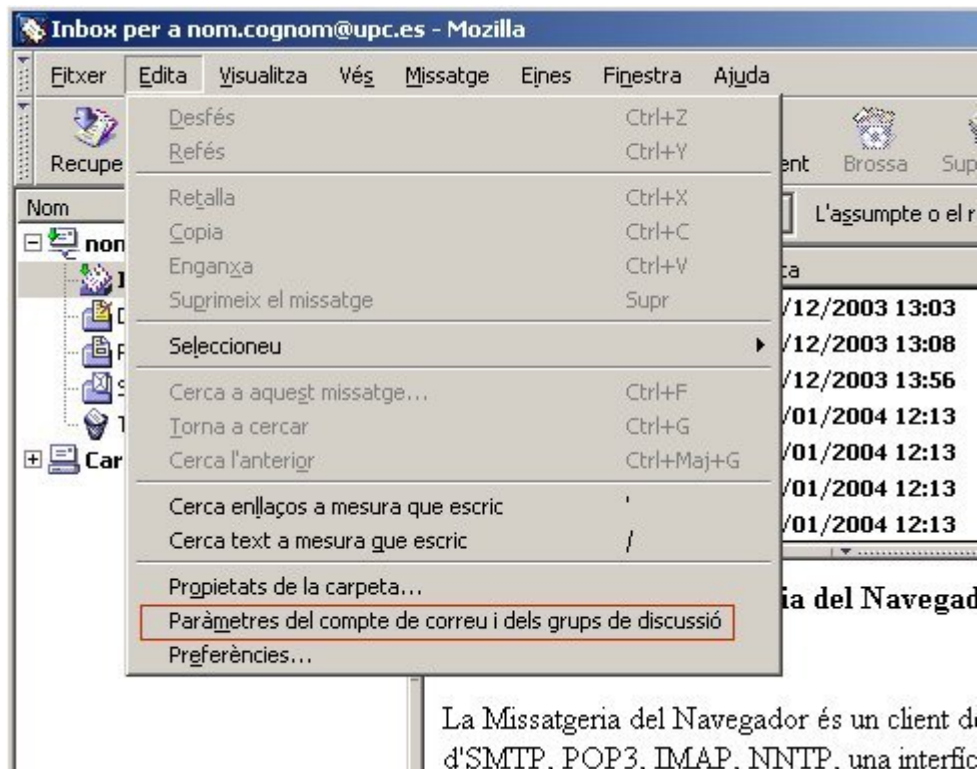 Inbox per a nom.cognom@upc.es - Mozilla
Fitxer Edita Visualitza Vés Missatge Eines Finestra Ajuda
Desfés Ctrl+Z
Refés Ctrl+Y
Brossa
Nom
Retalla Ctrl+X
L'assumpte o el
Copia Ctrl+C
Enganxa Ctrl+V
Suprimeix el missatge Supr
/12/2003 13:03
Seleccioneu
/12/2003 13:08
/12/2003 13:56
Cerca a aquest missatge... Ctrl+F
Torna a cercar Ctrl+G
/01/2004 12:13
Cerca l'anterior Ctrl+Maj+G
/01/2004 12:13
Cerca enllaços a mesura que escric '
/01/2004 12:13
Cerca text a mesura que escric /
/01/2004 12:13
Propietats de la carpeta...
Paràmetres del compte de correu i dels grups de discussió
del
Preferències...
La Missatgeria del Navegador és un client
d'SMTP, POP3, IMAP, NNTP, una